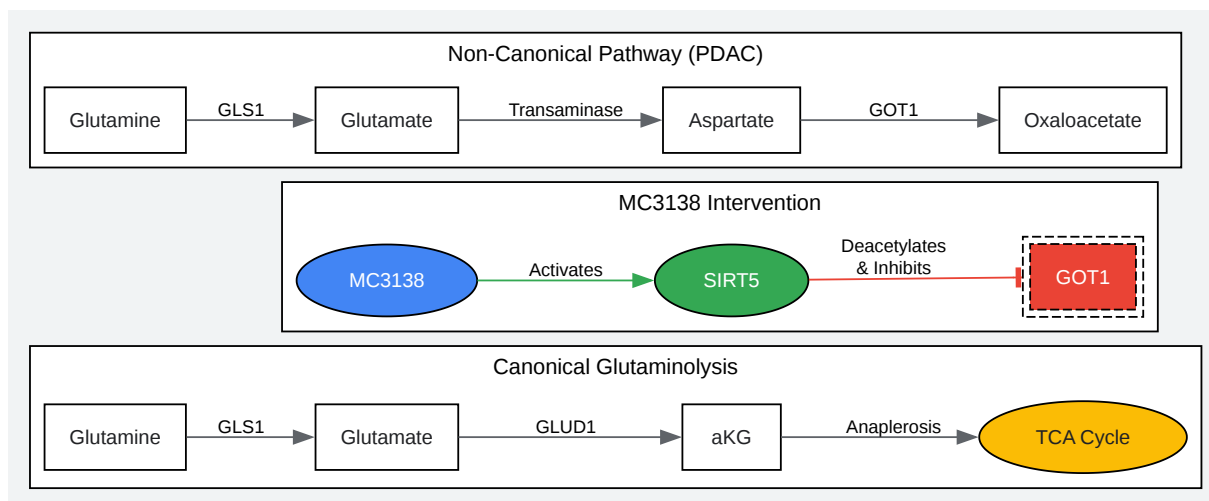 Non-Canonical Pathway (PDAC)
Glutamine
GLS1
Glutamate
Transaminase
Aspartate
GOT1
Oxaloacetate
MC3138 Intervention
MC3138
Activates
SIRT5
Deacetylates
& Inhibits
GOT1
Canonical Glutaminolysis
Glutamine
GLS1
Glutamate
GLUD1
aKG
Anaplerosis
TCA Cycle